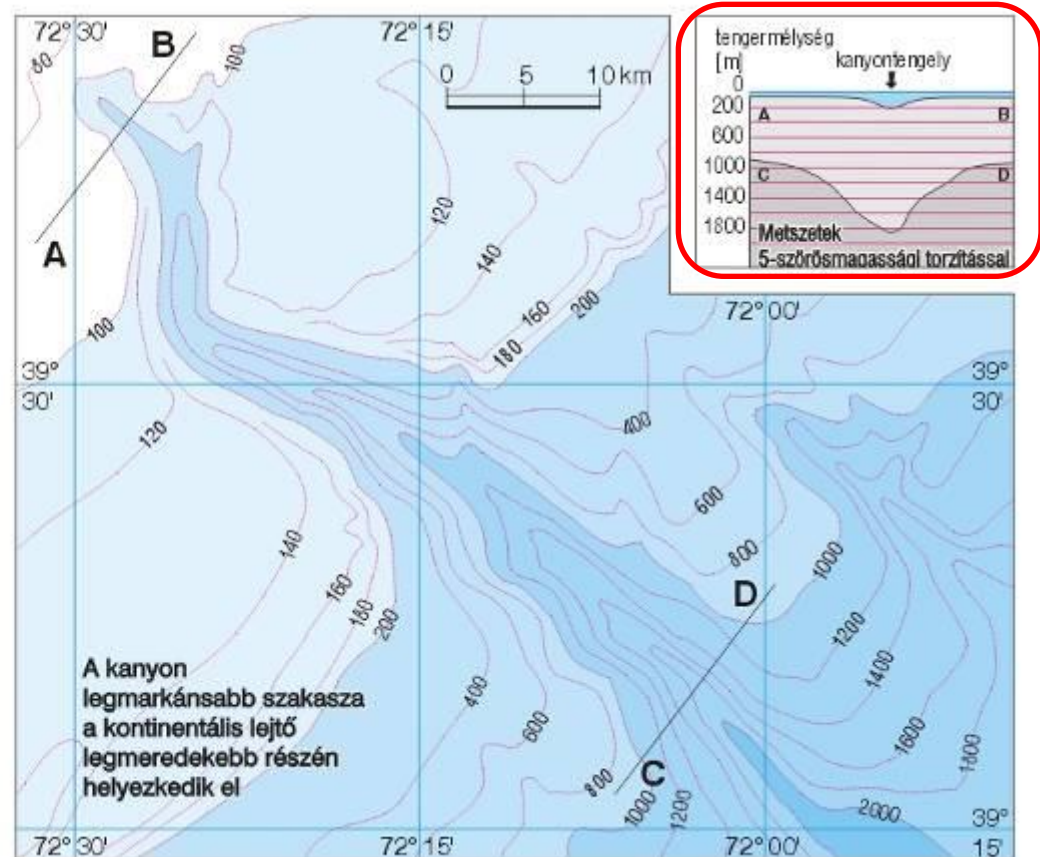 72° 30'
72° 15'
B
80
100
0 5 10 km
tengermélység
[m]
kanyontengely
0
200
600
1000
1400
1800
A
B
C
D
Metszetek
5-szörösmagassági torzítással
A
120
140
160
180
200
100
72° 00'
39°
30'
39°
30'
120
400
600
800
1000
140
160
180
200
D
1200
1400
1600
1800
400
600
800
C
1000
1200
2000
A kanyon
legmarkánsabb szakasza
a kontinentális lejtő
legmeredekebb részén
helyezkedik el
72° 30'
72° 15'
72° 00'
39°
15'